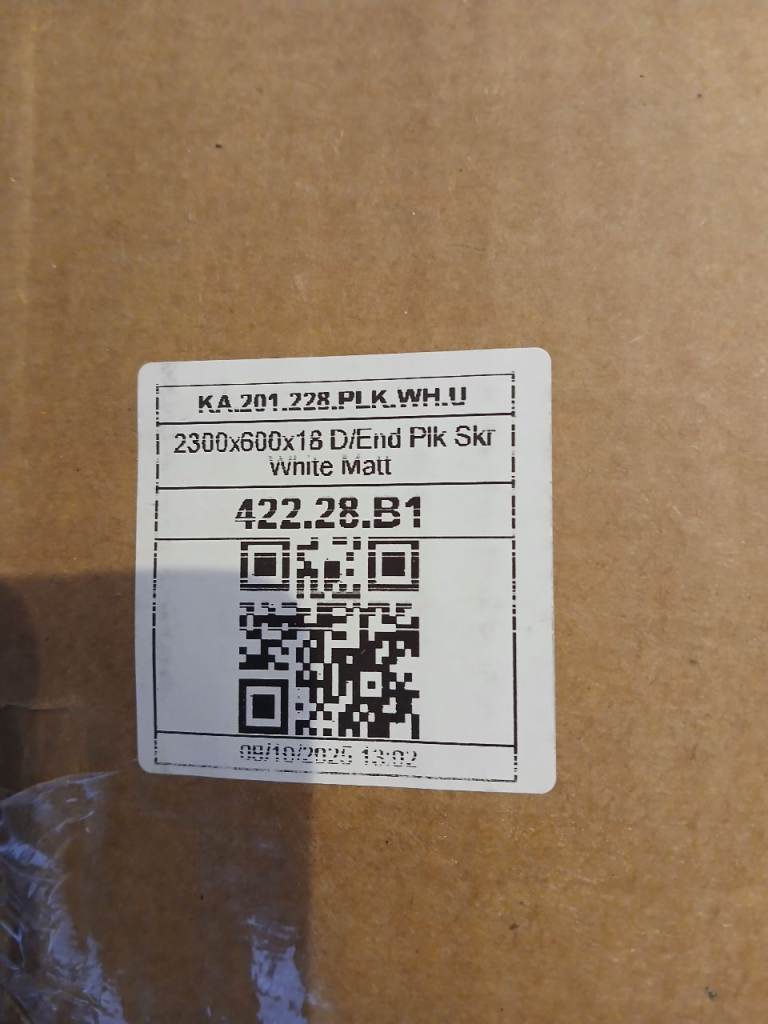 KA.201.228.PLK.WH.U
2300x600x18 D/End Plk Skr
White Matt
422.28.B1
08/10/2025 13:02